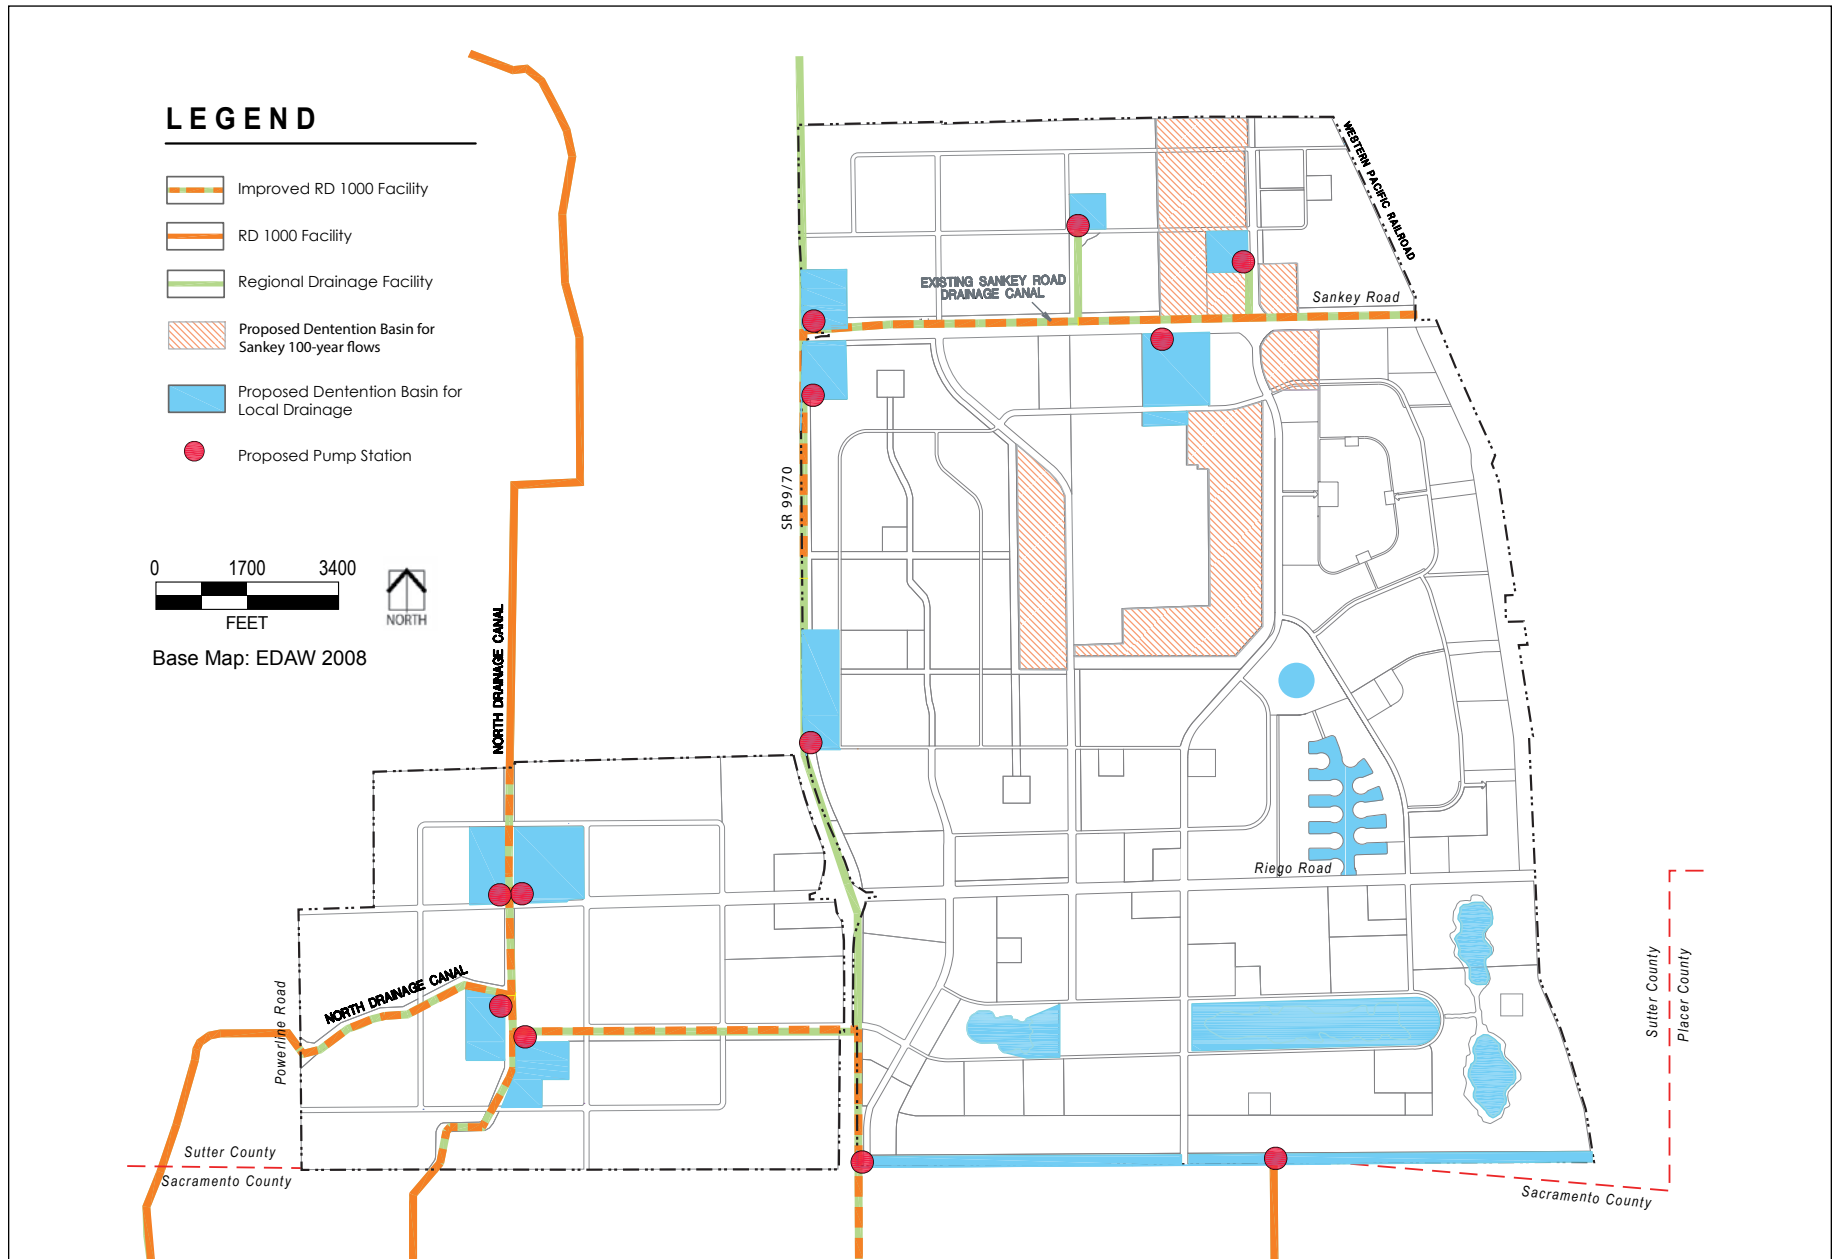 LEGEND
Improved RD 1000 Facility
RD 1000 Facility
Regional Drainage Facility
Proposed Dentention Basin for
Sankey 100-year flows
Proposed Dentention Basin for
Local Drainage
Proposed Pump Station
0 1700 3400
FEET
NORTH
Base Map: EDAW 2008
WESTERN PACIFIC RAILROAD
EXISTING SANKEY ROAD
DRAINAGE CANAL
Sankey Road
SR 99/70
NORTH DRAINAGE CANAL
Riego Road
NORTH DRAINAGE CANAL
Powerline Road
Sutter County
Placer County
Sutter County
Sacramento County
Sacramento County